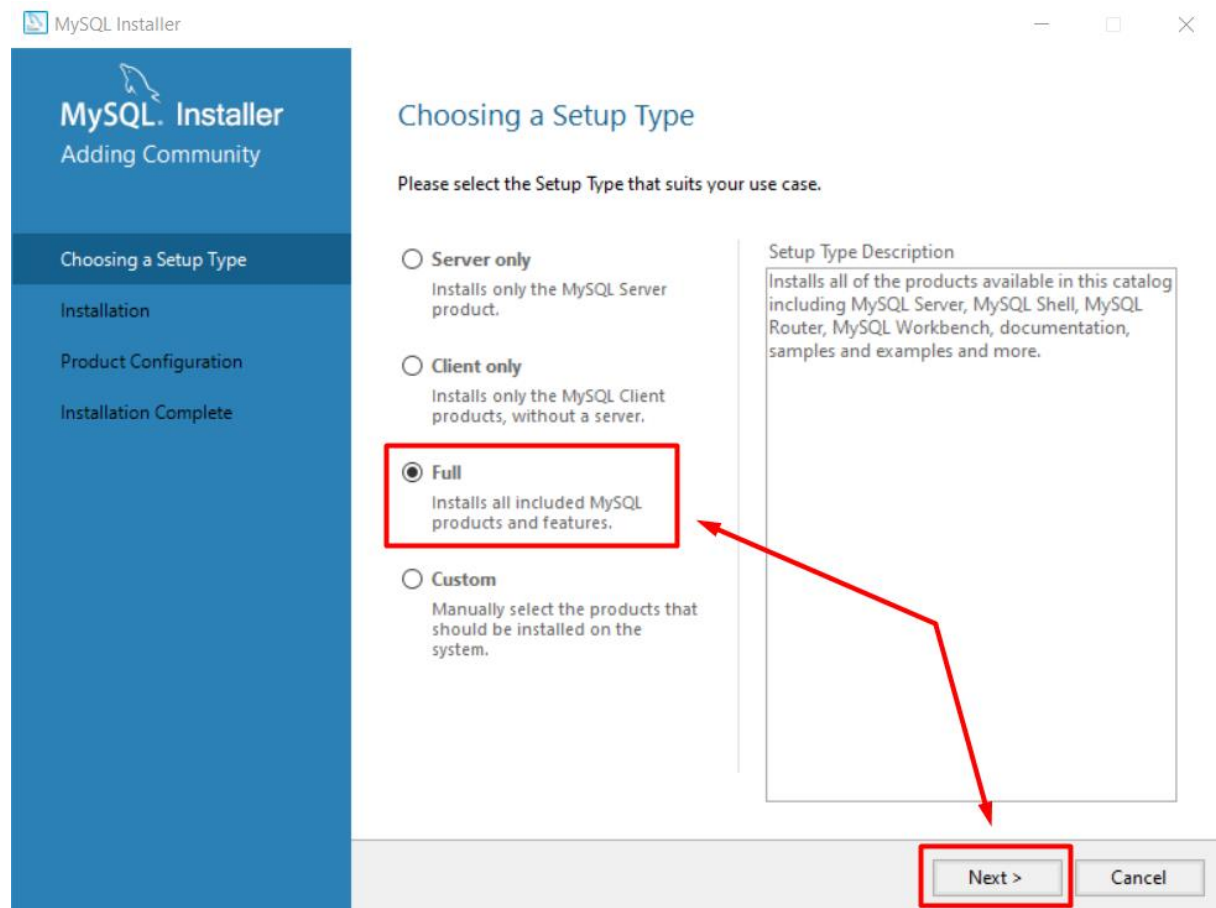 MySQL Installer
MySQL. Installer
Adding Community
Choosing a Setup Type
Installation
Product Configuration
Installation Complete
Choosing a Setup Type
Please select the Setup Type that suits your use case.
Server only
Installs only the MySQL Server
product.
Client only
Installs only the MySQL Client
products, without a server.
Full
Installs all included MySQL
products and features.
Custom
Manually select the products that
should be installed on the
system.
Setup Type Description
Installs all of the products available in this catalog
including MySQL Server, MySQL Shell, MySQL
Router, MySQL Workbench, documentation,
samples and examples and more.
Next >
Cancel